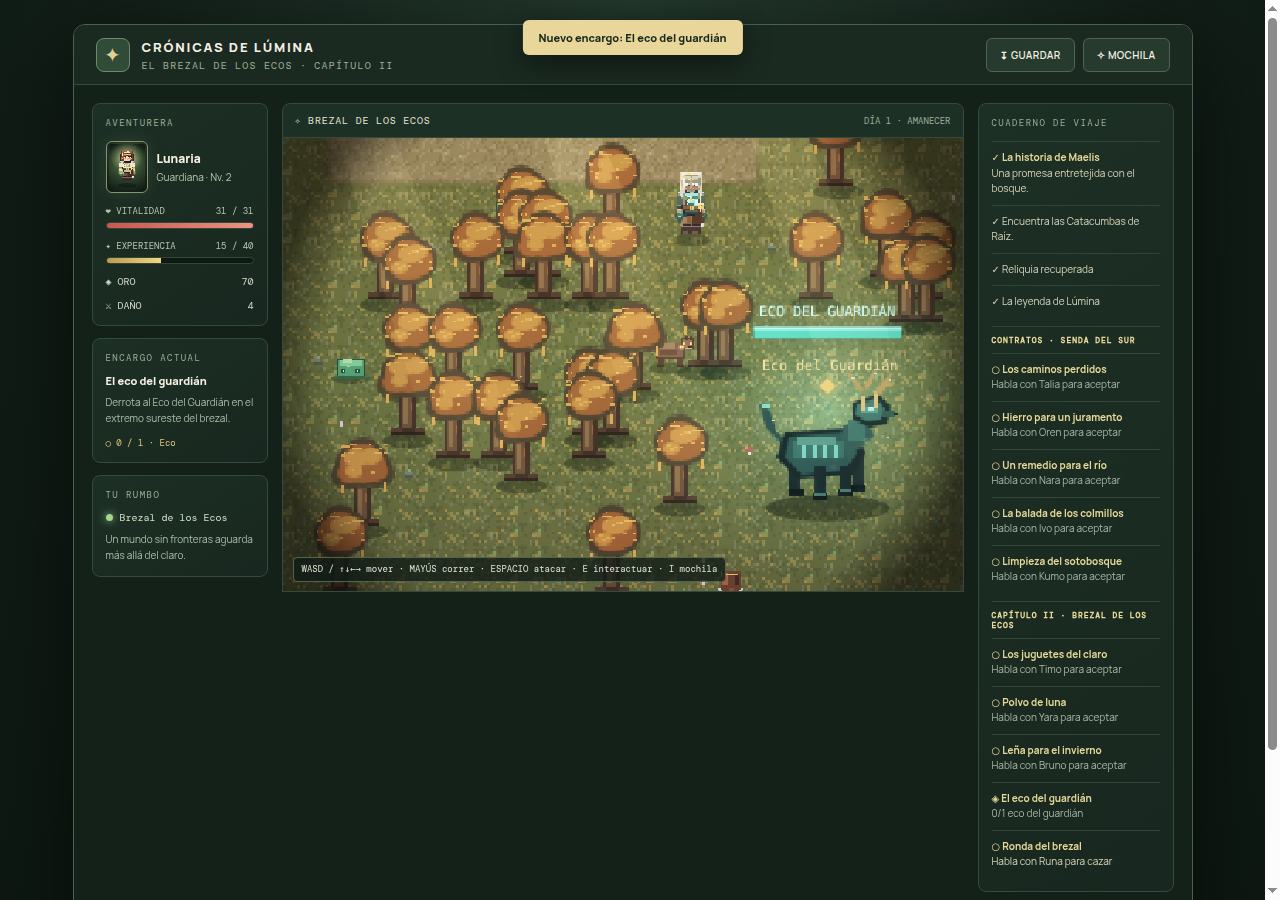 Nuevo encargo: El eco del guardián
✦
CRÓNICAS DE LÚMINA
EL BREZAL DE LOS ECOS · CAPÍTULO II
↧ GUARDAR
✧ MOCHILA
AVENTURERA
Lunaria
Guardiana · Nv. 2
❤ VITALIDAD 31 / 31
✦ EXPERIENCIA 15 / 40
◈ ORO 70
⚔ DAÑO 4
ENCARGO ACTUAL
El eco del guardián
Derrota al Eco del Guardián en el
extremo sureste del brezal.
○ 0 / 1 · Eco
TU RUMBO
Brezal de los Ecos
Un mundo sin fronteras aguarda
más allá del claro.
✧ BREZAL DE LOS ECOS
DÍA 1 · AMANECER
ECO DEL GUARDIÁN
Eco del Guardián
WASD / ↑↓←→ mover · MAYÚS correr · ESPACIO atacar · E interactuar · I mochila
CUADERNO DE VIAJE
✓ La historia de Maelis
Una promesa entretejida con el
bosque.
✓ Encuentra las Catacumbas de
Raíz.
✓ Reliquia recuperada
✓ La leyenda de Lúmina
CONTRATOS · SENDA DEL SUR
○ Los caminos perdidos
Habla con Talia para aceptar
○ Hierro para un juramento
Habla con Oren para aceptar
○ Un remedio para el río
Habla con Nara para aceptar
○ La balada de los colmillos
Habla con Ivo para aceptar
○ Limpieza del sotobosque
Habla con Kumo para aceptar
CAPÍTULO II · BREZAL DE LOS
ECOS
○ Los juguetes del claro
Habla con Timo para aceptar
○ Polvo de luna
Habla con Yara para aceptar
○ Leña para el invierno
Habla con Bruno para aceptar
◈ El eco del guardián
0/1 eco del guardián
○ Ronda del brezal
Habla con Runa para cazar